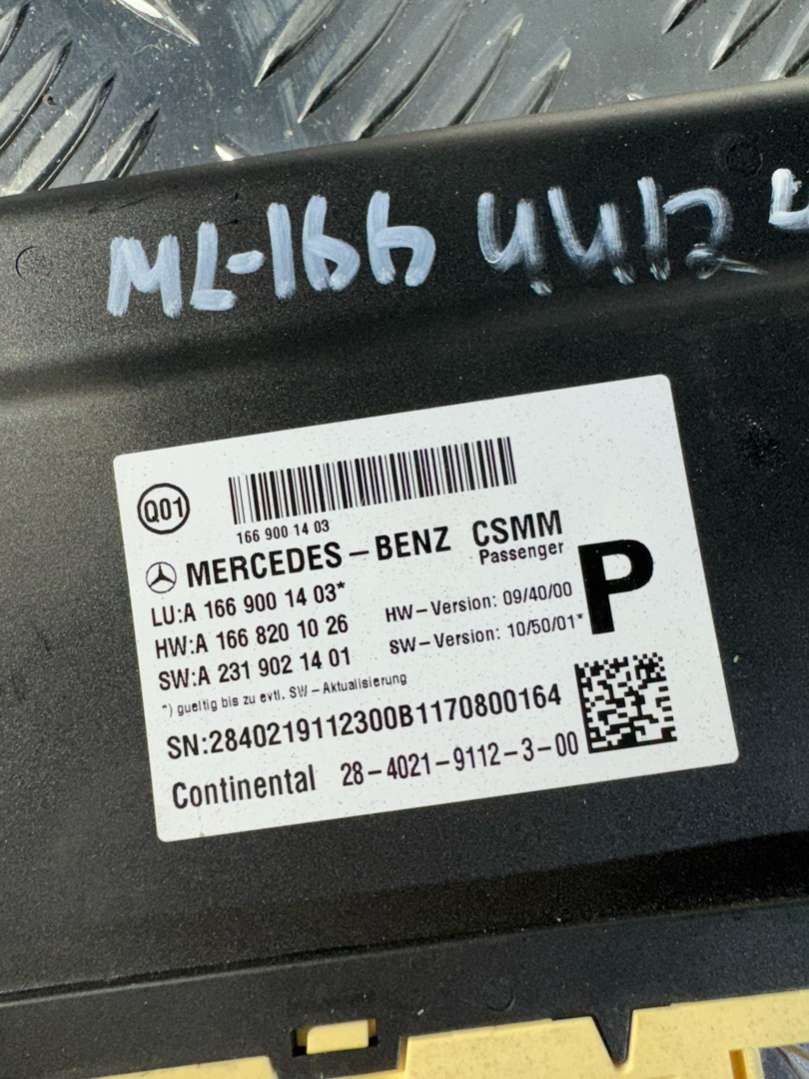 ML-166
Q01
166 900 14 03
MERCEDES-BENZ CSMM
Passenger
P
LU:A 166 900 14 03*
HW:A 166 820 10 26
SW:A 231 902 14 01
HW-Version: 09/40/00
SW-Version: 10/50/01*
*) gueltig bis zu evtl. SW-Aktualisierung
SN:2840219112300B1170800164
Continental 28-4021-9112-3-00